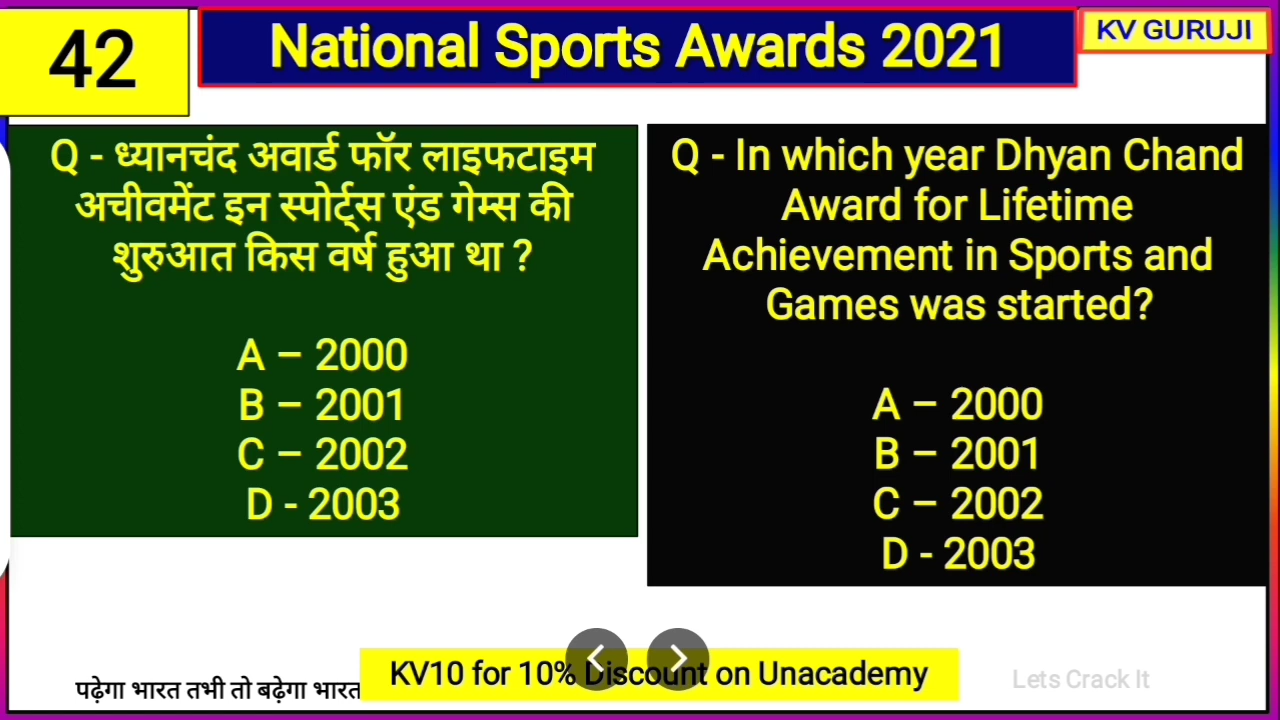 42
National Sports Awards 2021
KV GURUJI
Q - ध्यानचंद अवार्ड फॉर लाइफटाइम
अचीवमेंट इन स्पोर्ट्स एंड गेम्स की
शुरुआत किस वर्ष हुआ था ?
A – 2000
B – 2001
C – 2002
D - 2003
Q - In which year Dhyan Chand
Award for Lifetime
Achievement in Sports and
Games was started?
A – 2000
B – 2001
C – 2002
D - 2003
पढ़ेगा भारत तभी तो बढ़ेगा भारत
KV10 for 10% Discount on Unacademy
Lets Crack It